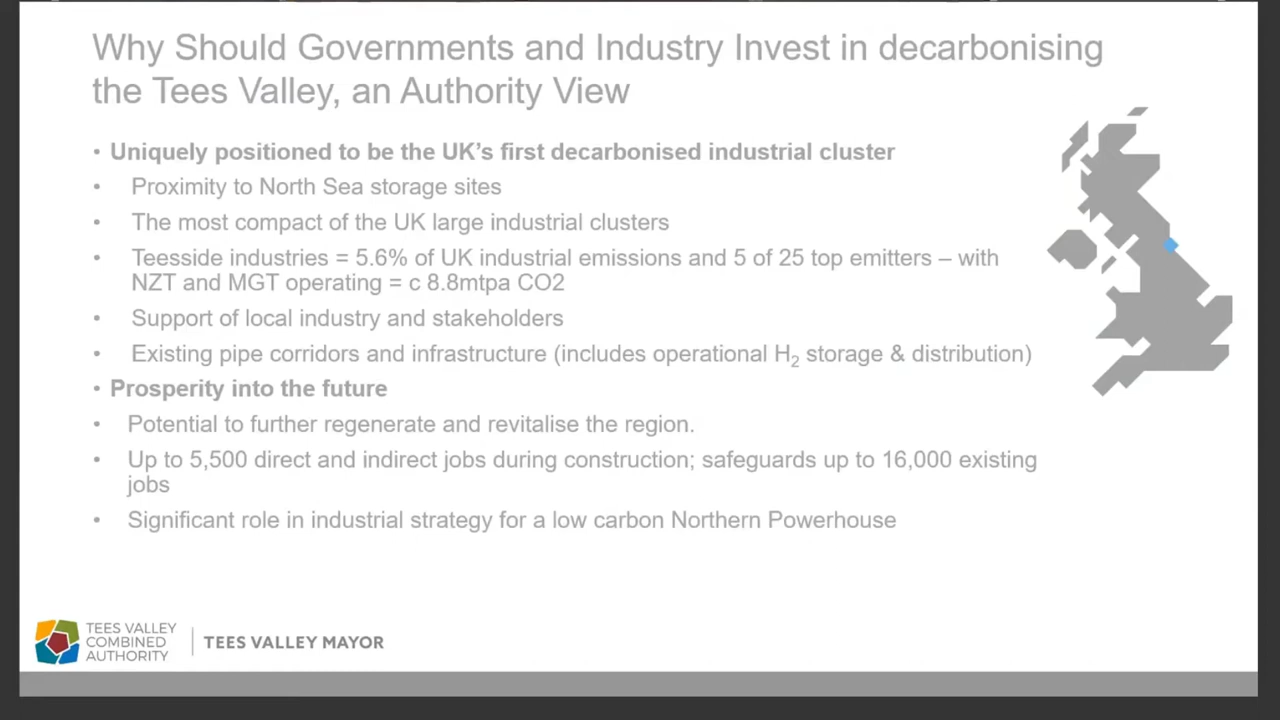 Why Should Governments and Industry Invest in decarbonising
the Tees Valley, an Authority View
• Uniquely positioned to be the UK's first decarbonised industrial cluster
• Proximity to North Sea storage sites
• The most compact of the UK large industrial clusters
• Teesside industries = 5.6% of UK industrial emissions and 5 of 25 top emitters – with
NZT and MGT operating = c 8.8mtpa CO2
• Support of local industry and stakeholders
• Existing pipe corridors and infrastructure (includes operational H₂ storage & distribution)
• Prosperity into the future
• Potential to further regenerate and revitalise the region.
• Up to 5,500 direct and indirect jobs during construction; safeguards up to 16,000 existing
jobs
• Significant role in industrial strategy for a low carbon Northern Powerhouse
TEES VALLEY
COMBINED
AUTHORITY
TEES VALLEY MAYOR